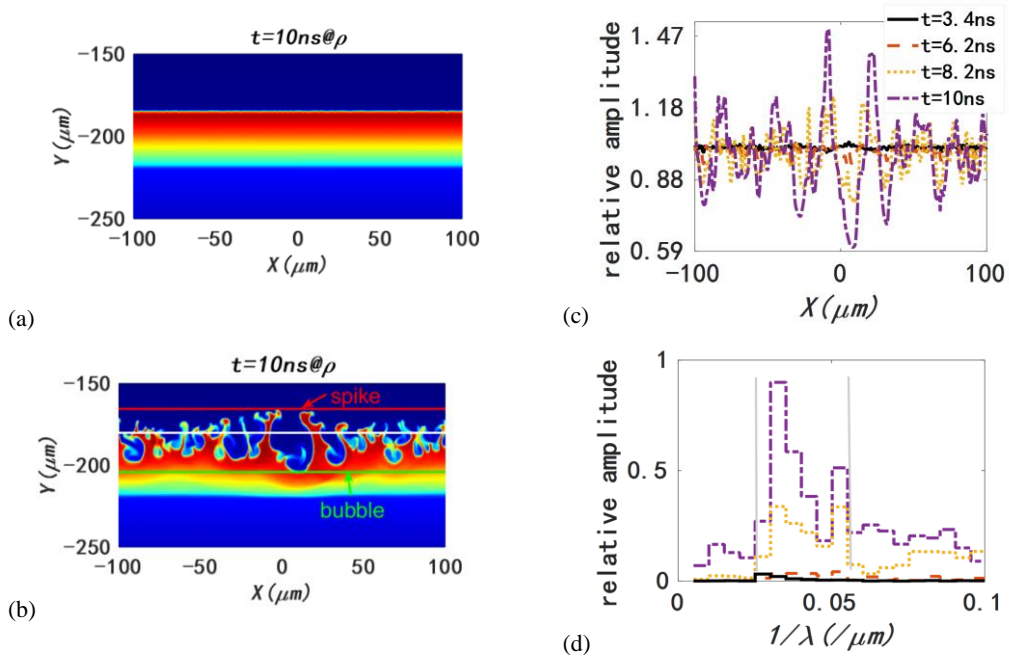 t=10ns@ρ
−150
−200
−250
Y(μm)
−100 −50 0 50 100
X(μm)
(a)
t=10ns@ρ
−150
−200
−250
Y(μm)
spike
bubble
−100 −50 0 50 100
X(μm)
(b)
t=3.4ns
t=6.2ns
t=8.2ns
t=10ns
1.47
1.18
0.88
0.59
relative amplitude
-100 0 100
X(μm)
(c)
1
0.5
0
relative amplitude
0 0.05 0.1
1/λ(/μm)
(d)